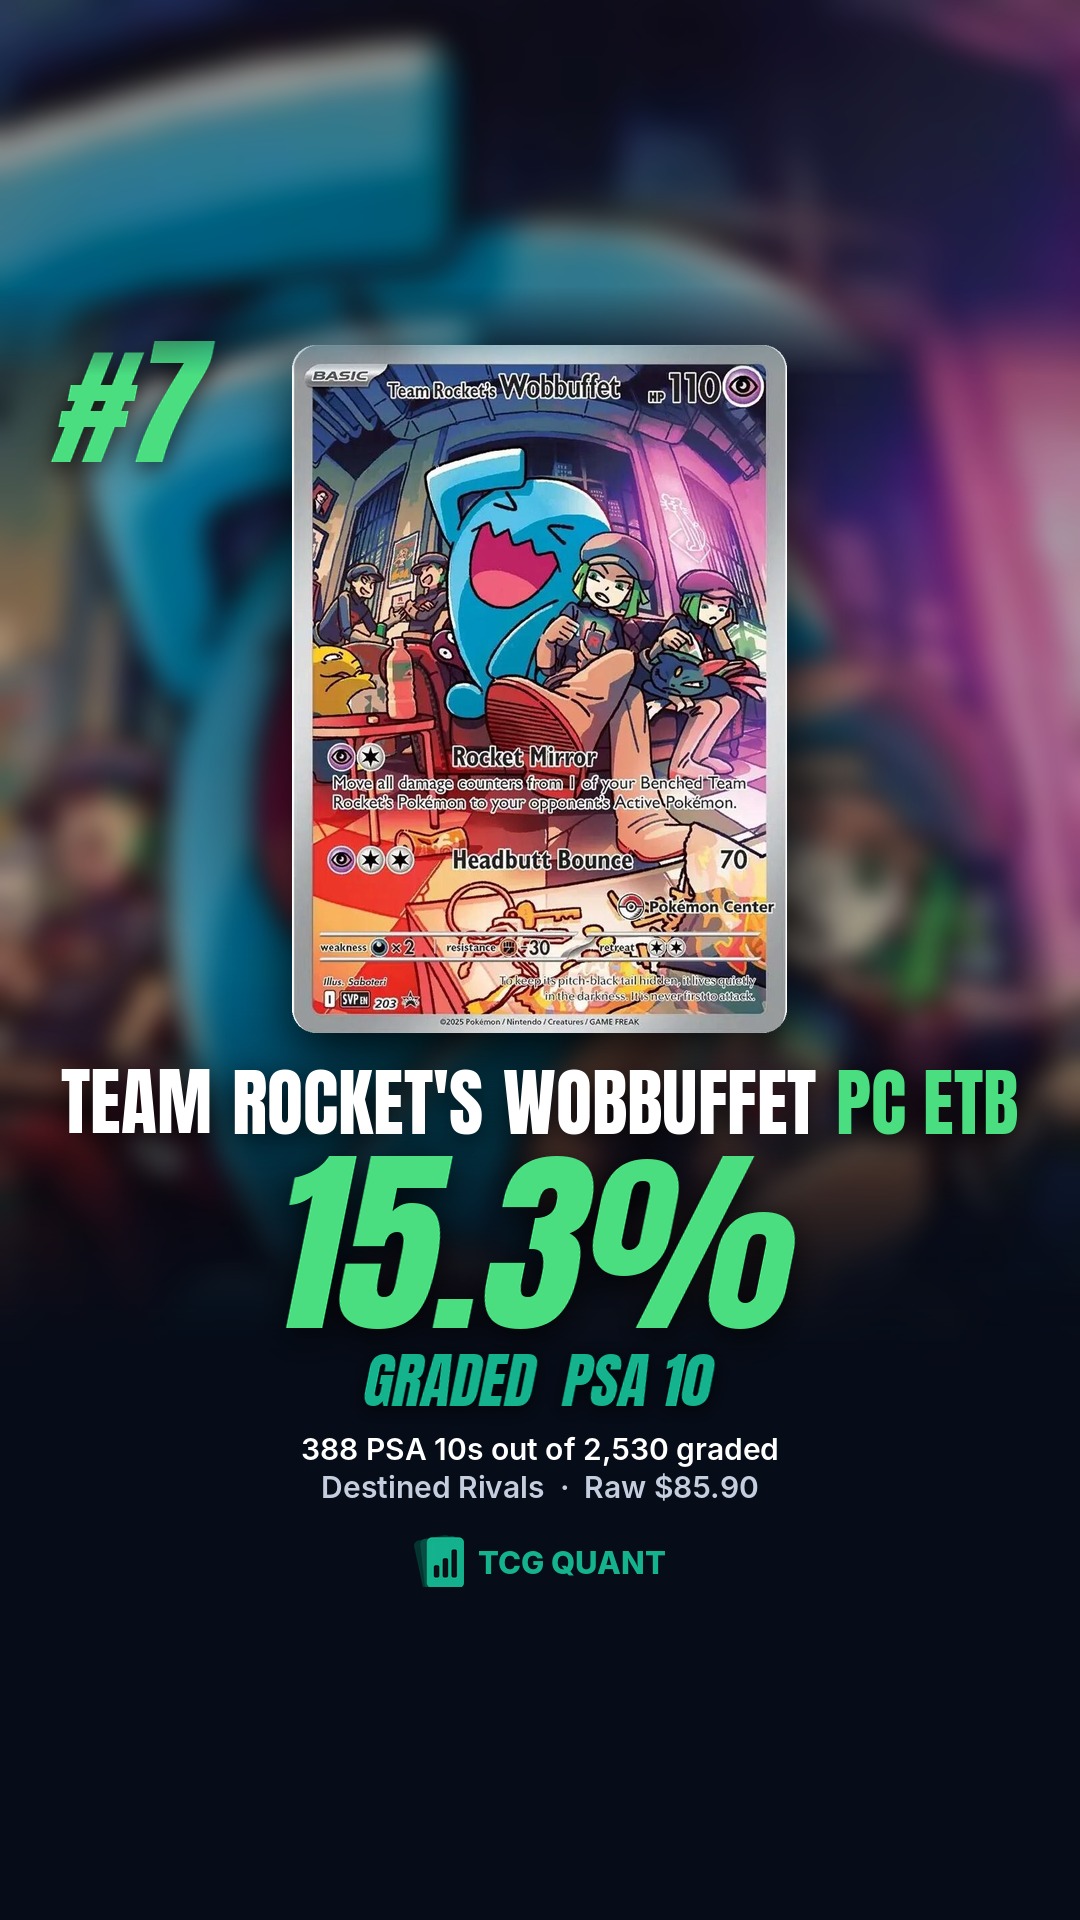 #7
BASIC
Team Rocket's Wobbuffet HP 110
Rocket Mirror
Move all damage counters from 1 of your Benched Team
Rocket's Pokémon to your opponent's Active Pokémon.
Headbutt Bounce 70
Pokémon Center
weakness ×2 resistance -30 retreat
Illus. Saboteri
To keep its pitch-black tail hidden, it lives quietly
in the darkness. It is never first to attack.
I SVP EN 203
©2025 Pokémon / Nintendo / Creatures / GAME FREAK
TEAM ROCKET'S WOBBUFFET PC ETB
15.3%
GRADED PSA 10
388 PSA 10s out of 2,530 graded
Destined Rivals · Raw $85.90
TCG QUANT